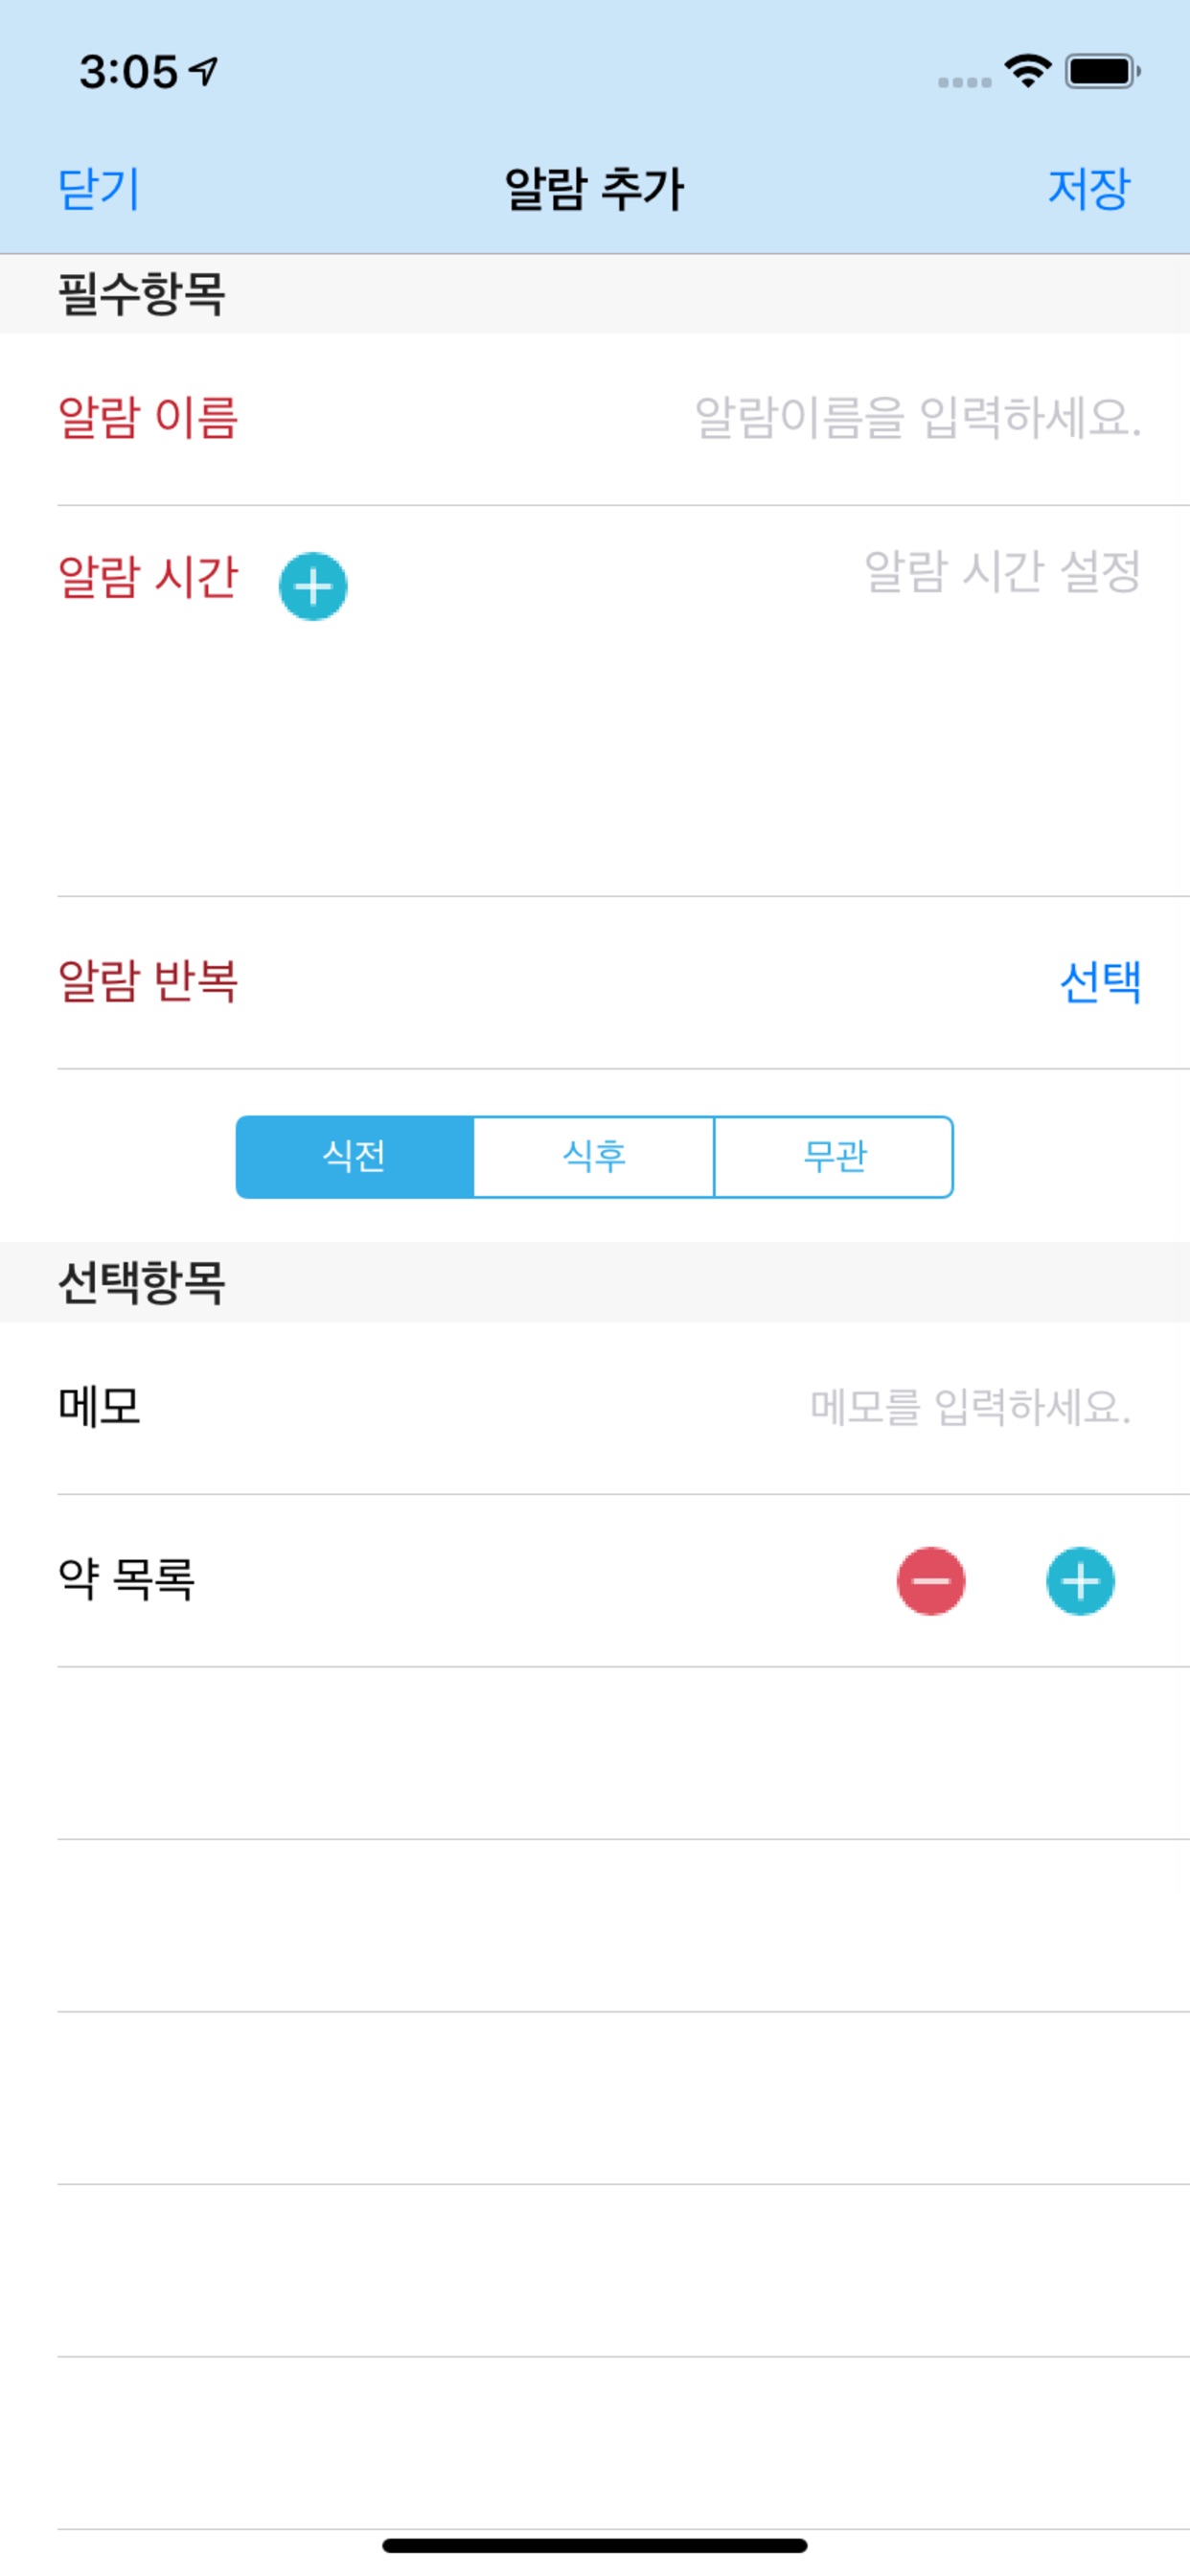 3:05
닫기 알람 추가 저장
필수항목
알람 이름 알람이름을 입력하세요.
알람 시간 알람 시간 설정
알람 반복 선택
식전 식후 무관
선택항목
메모 메모를 입력하세요.
약 목록